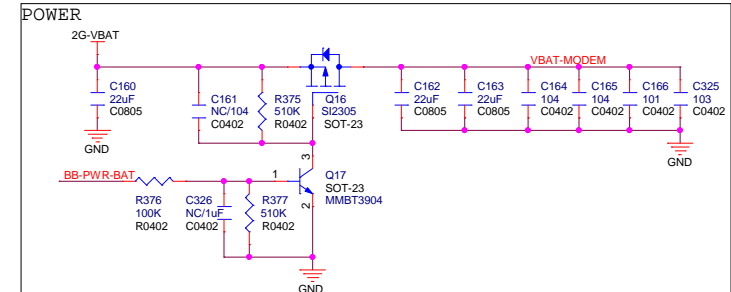 POWER
2G-VBAT
VBAT-MODEM
C160
22uF
C0805
C161
NC/104
C0402
R375
510K
R0402
Q16
SI2305
SOT-23
C162
22uF
C0805
C163
22uF
C0805
C164
104
C0402
C165
104
C0402
C166
101
C0402
C325
103
C0402
GND
GND
3
BB-PWR-BAT
1
Q17
SOT-23
MMBT3904
2
R376
100K
R0402
C326
NC/1uF
C0402
R377
510K
R0402
GND